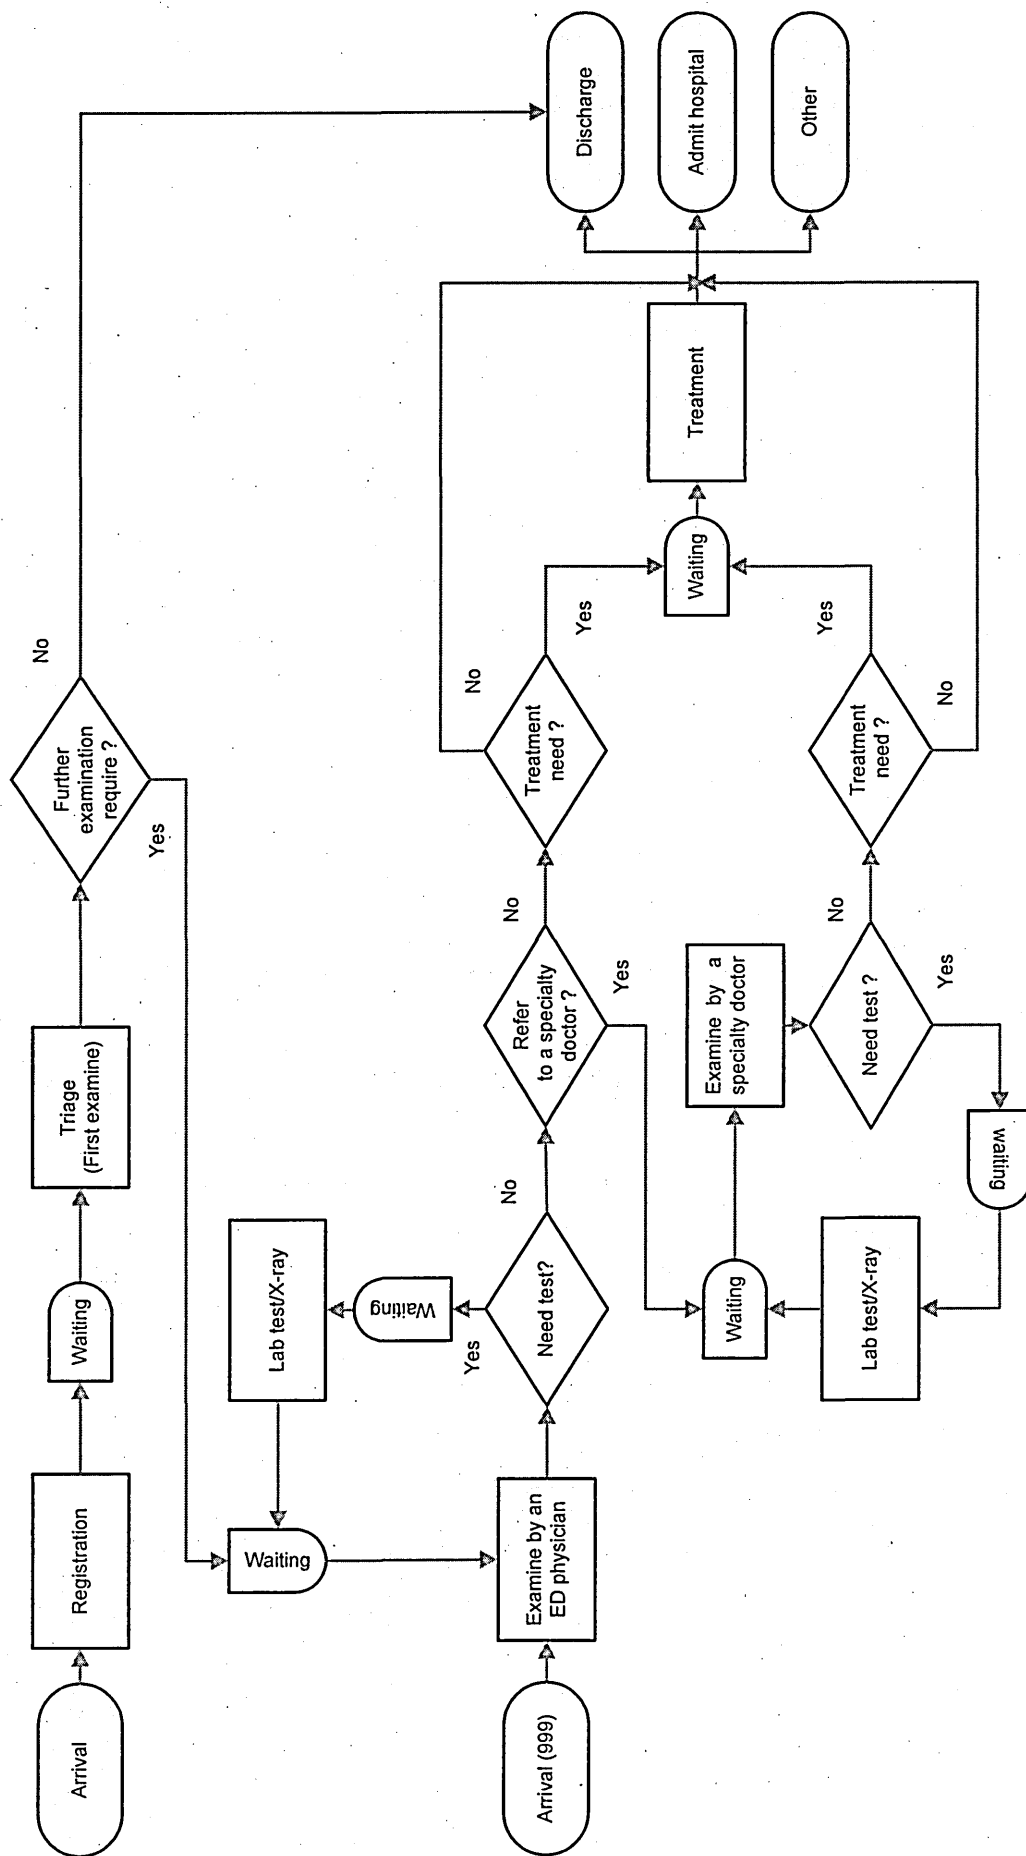 Arrival
Registration
Waiting
Triage
(First examine)
Further
examination
require ?
No
Yes
Waiting
Lab test/X-ray
Waiting
Yes
Arrival (999)
Examine by an
ED physician
Need test?
No
Refer
to a specialty
doctor ?
No
Yes
Treatment
need ?
No
Yes
Waiting
Treatment
Discharge
Admit hospital
Other
Waiting
Examine by a
specialty doctor
Need test ?
No
Yes
waiting
Lab test/X-ray
Treatment
need ?
Yes
No